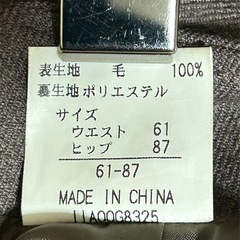 表生地 毛 100%
裏生地 ポリエステル
サイズ
ウエスト 61
ヒップ 87
61-87
MADE IN CHINA
11A00G8325